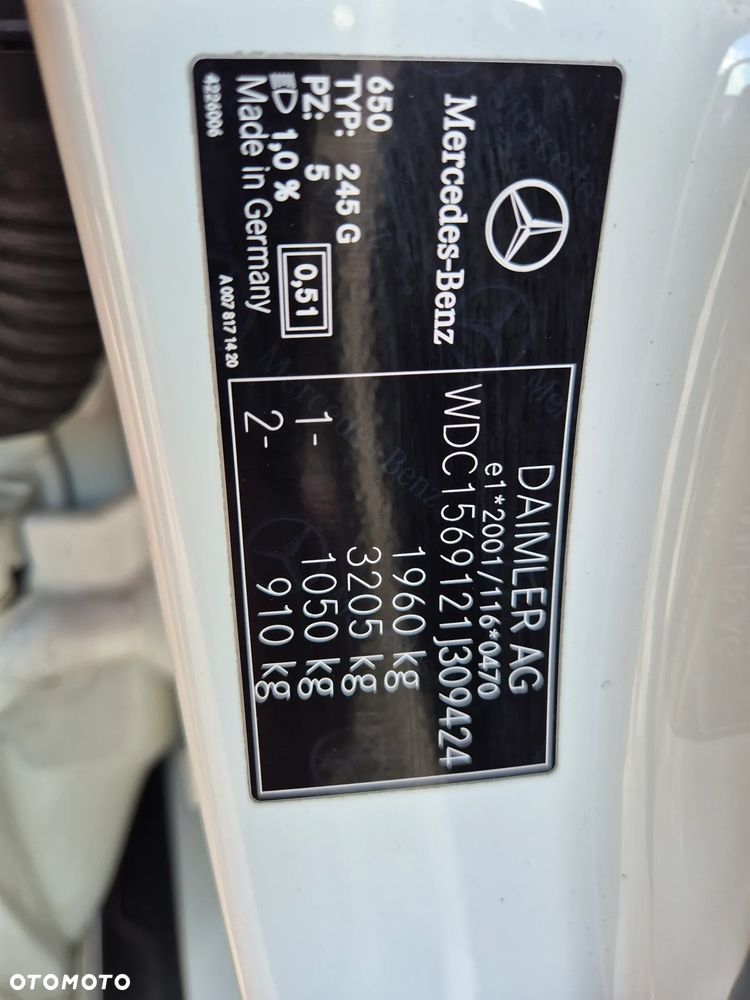 Mercedes-Benz
650
TYP: 245 G
PZ: 5
1,0 %
0,51
Made in Germany
4226006
A 007 817 14 20
DAIMLER AG
e1*2001/116*0470
WDC1569121J309424
1960 kg
3205 kg
1- 1050 kg
2- 910 kg
OTOMOTO